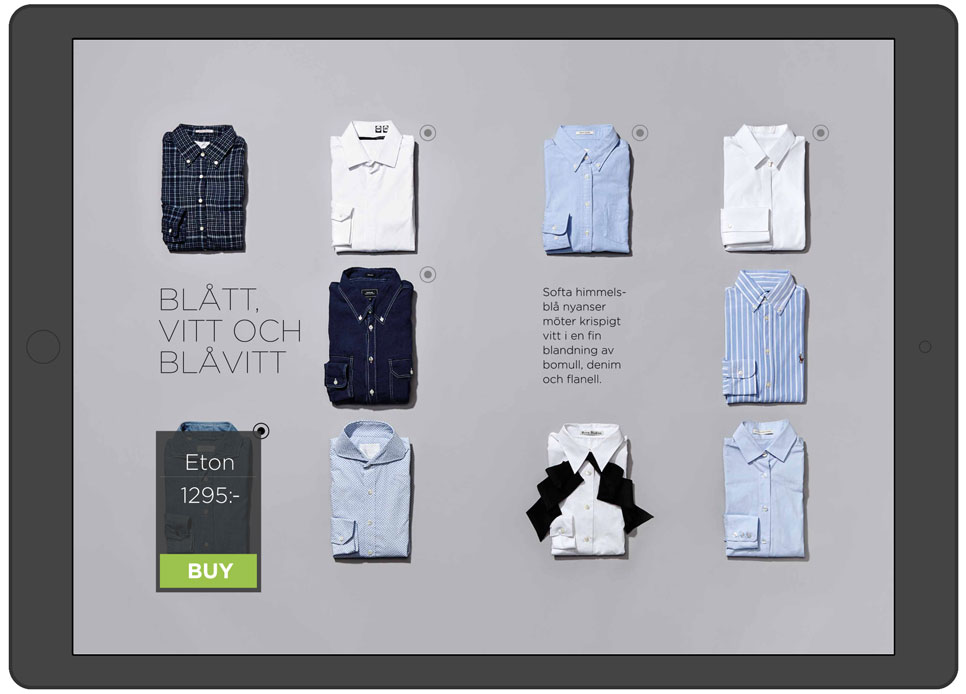 BLÅTT,
VITT OCH
BLÅVITT
Softa himmels-
blå nyanser
möter krispigt
vitt i en fin
blandning av
bomull, denim
och flanell.
Eton
1295:-
BUY